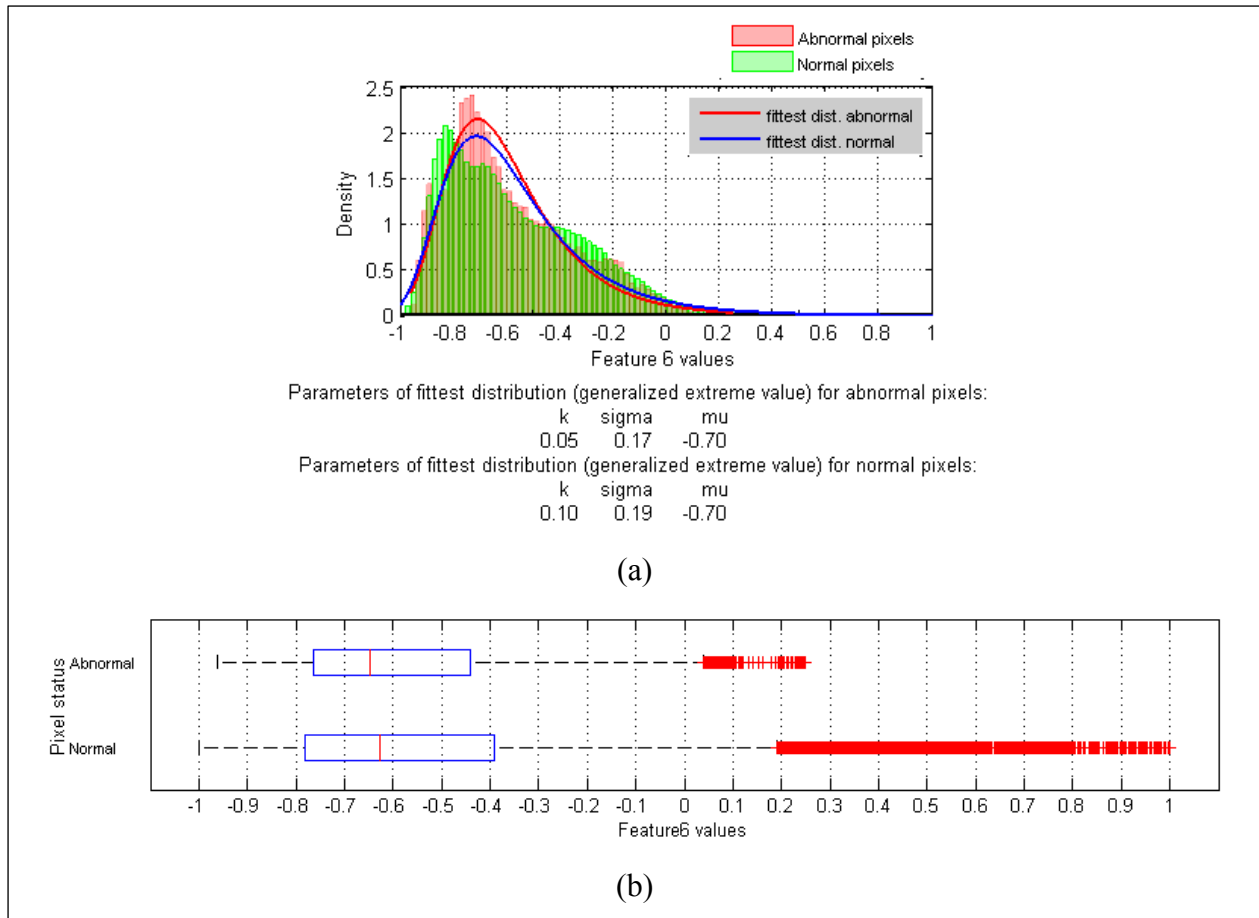 Abnormal pixels
Normal pixels
fittest dist. abnormal
fittest dist. normal
Density
2.5
2
1.5
1
0.5
0
-1 -0.8 -0.6 -0.4 -0.2 0 0.2 0.4 0.6 0.8 1
Feature 6 values
Parameters of fittest distribution (generalized extreme value) for abnormal pixels:
k sigma mu
0.05 0.17 -0.70
Parameters of fittest distribution (generalized extreme value) for normal pixels:
k sigma mu
0.10 0.19 -0.70
(a)
Pixel status
Abnormal
Normal
-1 -0.9 -0.8 -0.7 -0.6 -0.5 -0.4 -0.3 -0.2 -0.1 0 0.1 0.2 0.3 0.4 0.5 0.6 0.7 0.8 0.9 1
Feature6 values
(b)